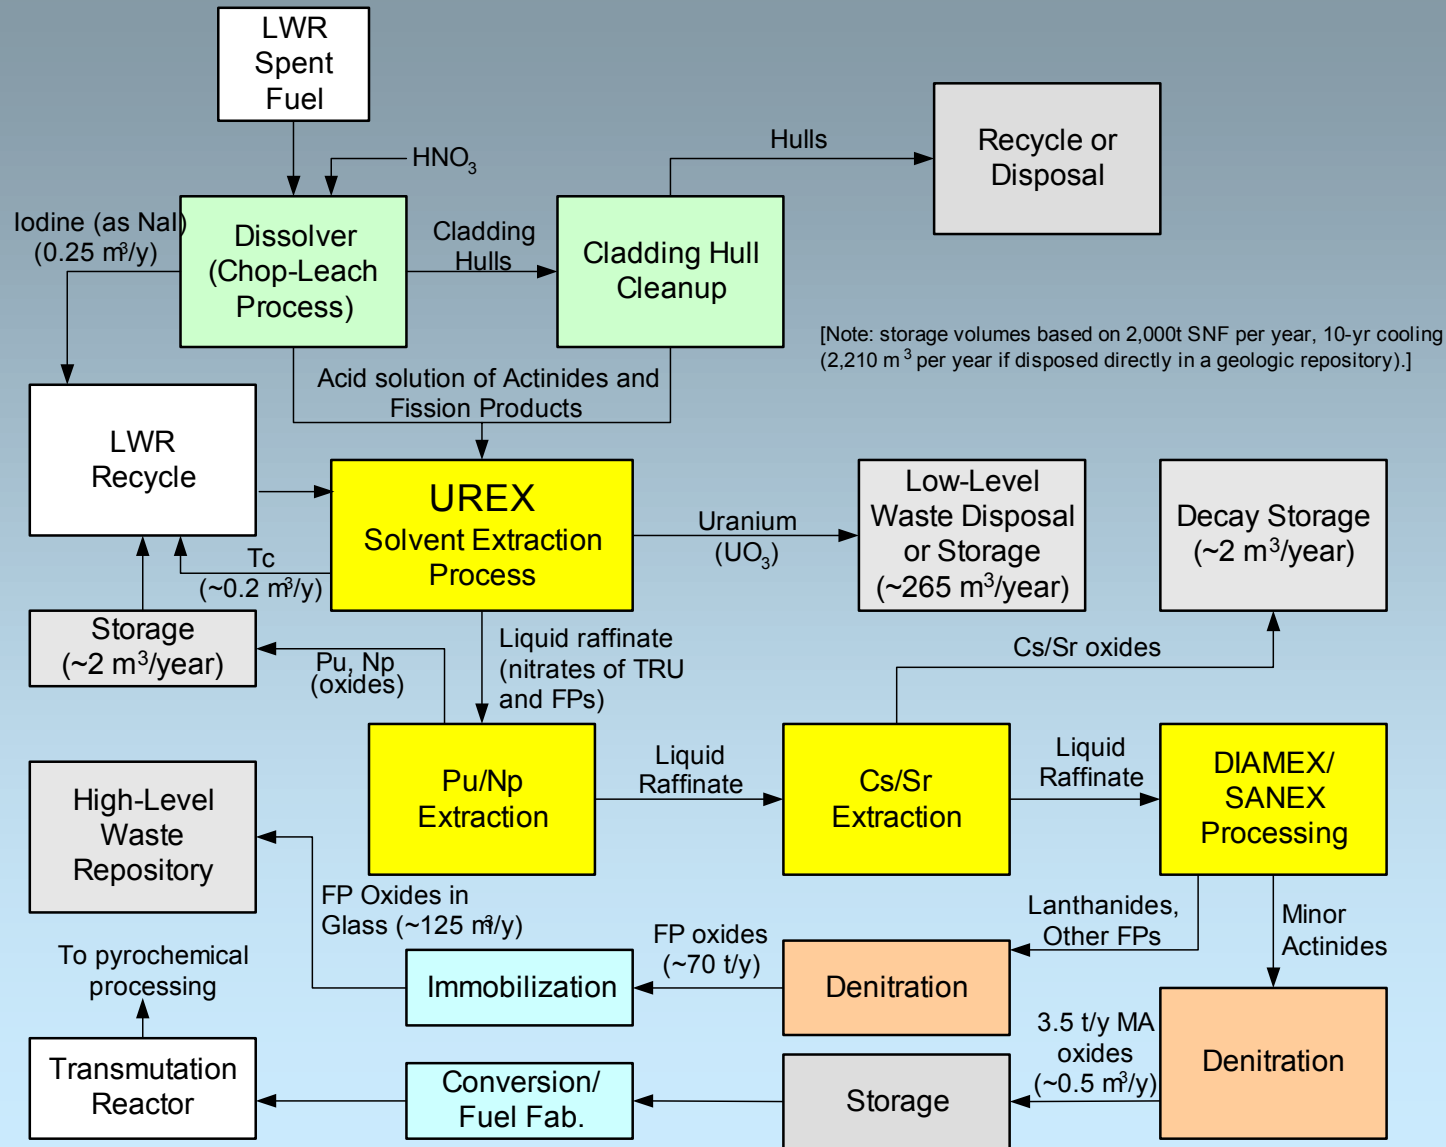 LWR
Spent
Fuel
HNO₃
Hulls
Recycle or
Disposal
Iodine (as NaI)
(0.25 m³/y)
Dissolver
(Chop-Leach
Process)
Cladding
Hulls
Cladding Hull
Cleanup
[Note: storage volumes based on 2,000t SNF per year, 10-yr cooling
(2,210 m³ per year if disposed directly in a geologic repository).]
Acid solution of Actinides and
Fission Products
LWR
Recycle
UREX
Solvent Extraction
Process
Uranium
(UO₃)
Low-Level
Waste Disposal
or Storage
(~265 m³/year)
Decay Storage
(~2 m³/year)
Tc
(~0.2 m³/y)
Storage
(~2 m³/year)
Pu, Np
(oxides)
Liquid raffinate
(nitrates of TRU
and FPs)
Cs/Sr oxides
Pu/Np
Extraction
Liquid
Raffinate
Cs/Sr
Extraction
Liquid
Raffinate
DIAMEX/
SANEX
Processing
High-Level
Waste
Repository
FP Oxides in
Glass (~125 m³/y)
Lanthanides,
Other FPs
Minor
Actinides
FP oxides
(~70 t/y)
Immobilization
Denitration
To pyrochemical
processing
3.5 t/y MA
oxides
(~0.5 m³/y)
Denitration
Transmutation
Reactor
Conversion/
Fuel Fab.
Storage